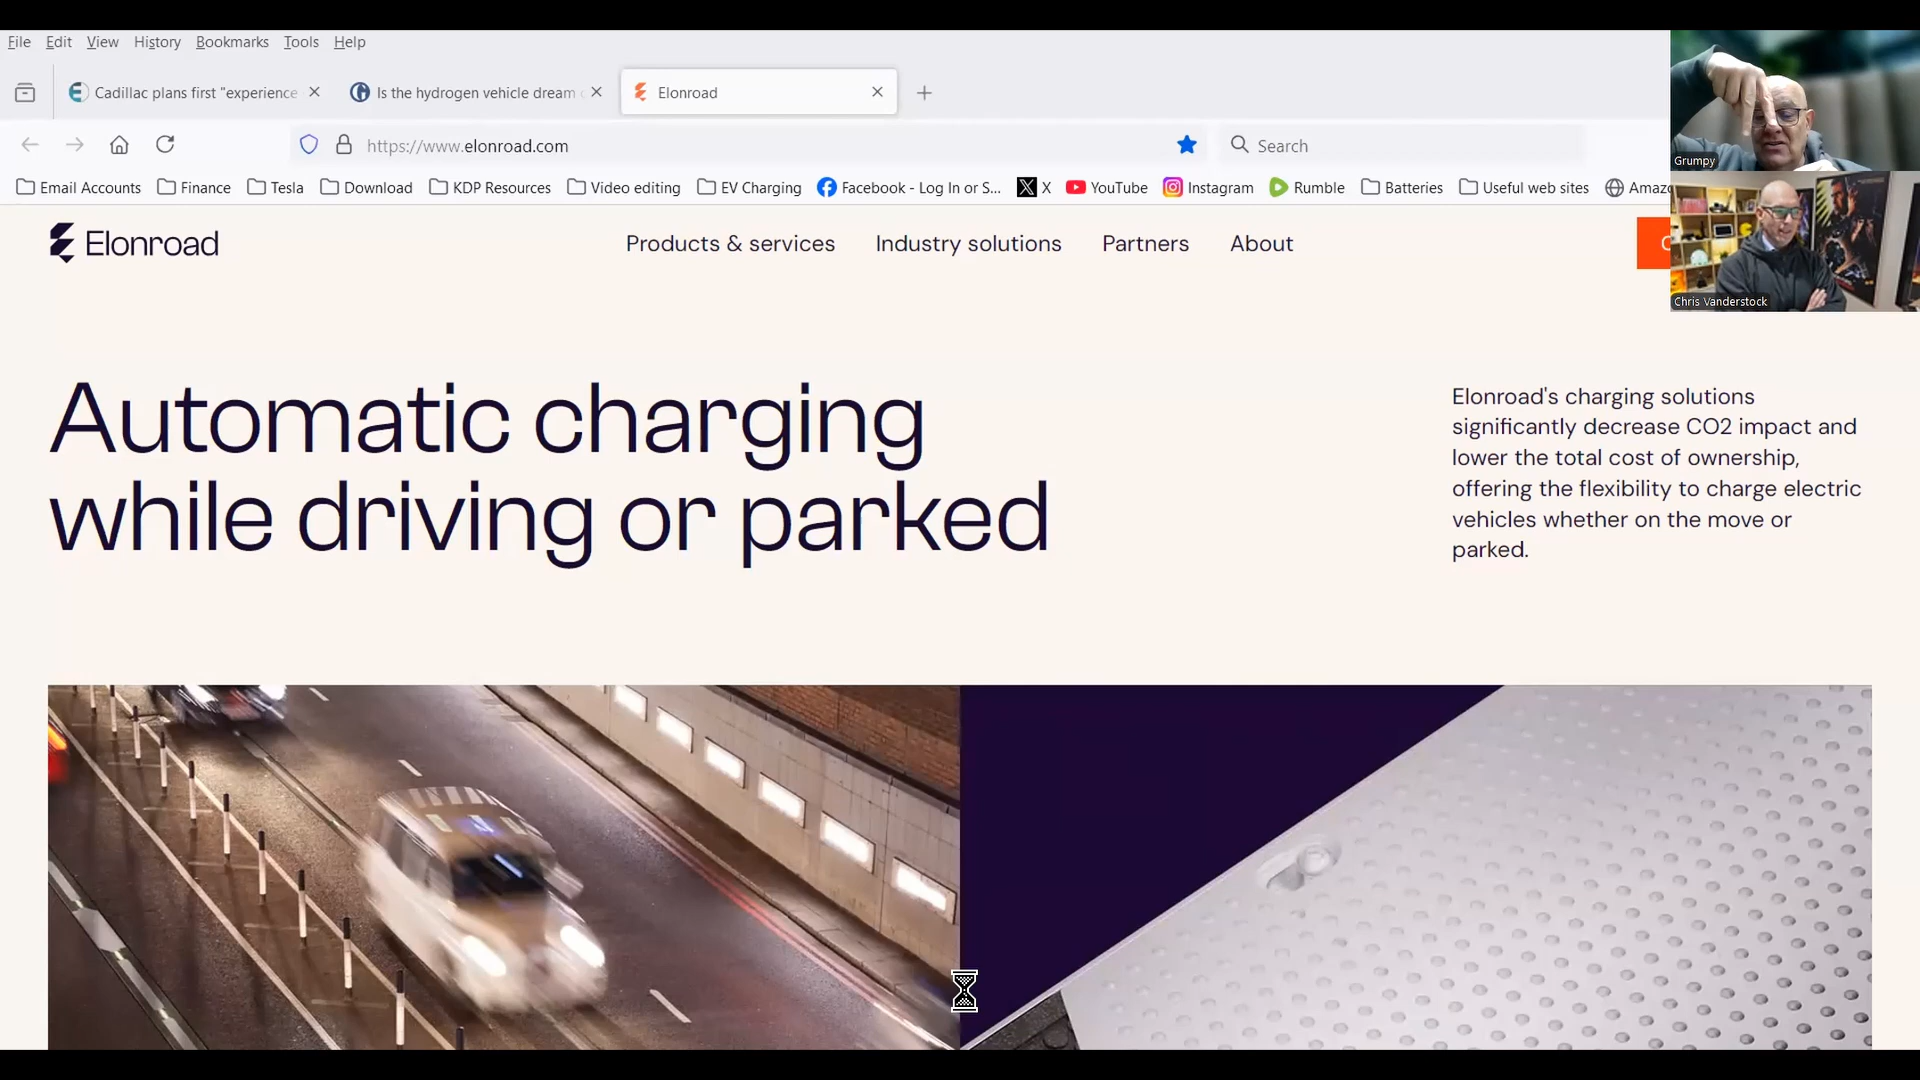 File Edit View History Bookmarks Tools Help
Cadillac plans first "experience
Is the hydrogen vehicle dream
Elonroad
https://www.elonroad.com
Search
Email Accounts Finance Tesla Download KDP Resources Video editing EV Charging Facebook - Log In or S... X YouTube Instagram Rumble Batteries Useful web sites Amazo
Grumpy
Chris Vanderstock
Elonroad
Products & services Industry solutions Partners About
Automatic charging
while driving or parked
Elonroad's charging solutions
significantly decrease CO2 impact and
lower the total cost of ownership,
offering the flexibility to charge electric
vehicles whether on the move or
parked.